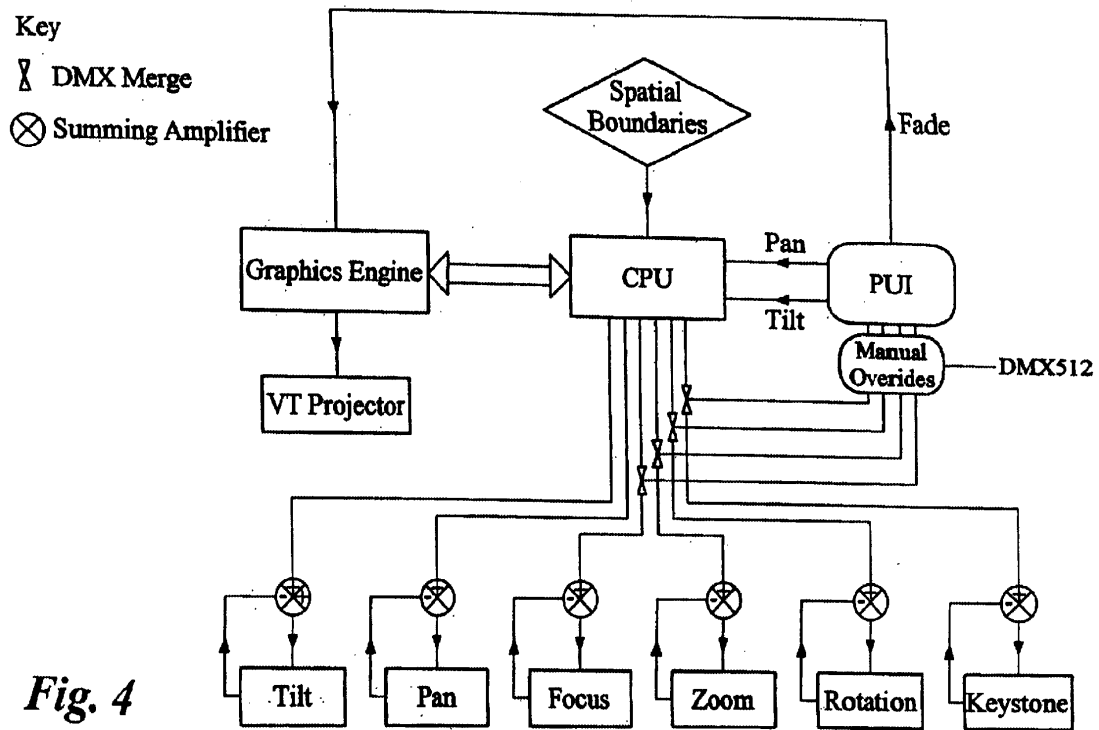 Key
DMX Merge
Summing Amplifier
Spatial
Boundaries
Fade
Graphics Engine
CPU
Pan
Tilt
PUI
Manual
Overides
DMX512
VT Projector
Tilt
Pan
Focus
Zoom
Rotation
Keystone
Fig. 4